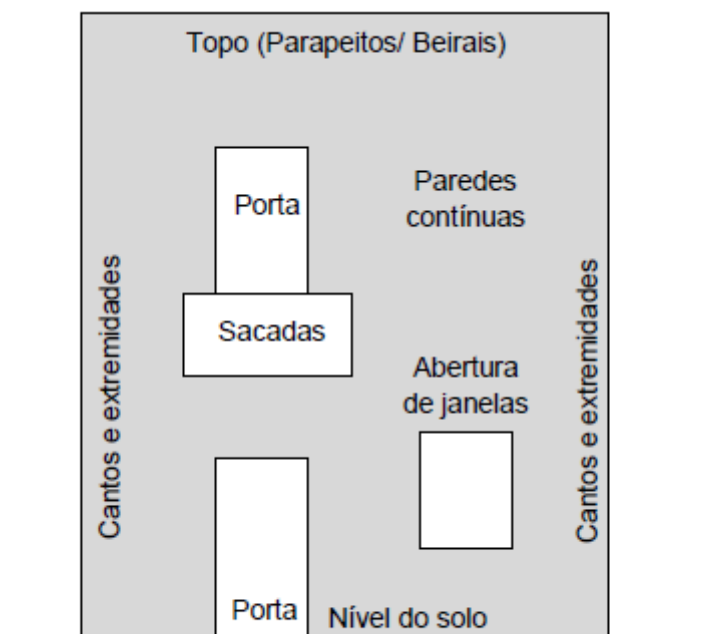 Topo (Parapeitos/ Beirais)
Porta
Paredes
contínuas
Cantos e extremidades
Sacadas
Cantos e extremidades
Abertura
de janelas
Porta
Nível do solo